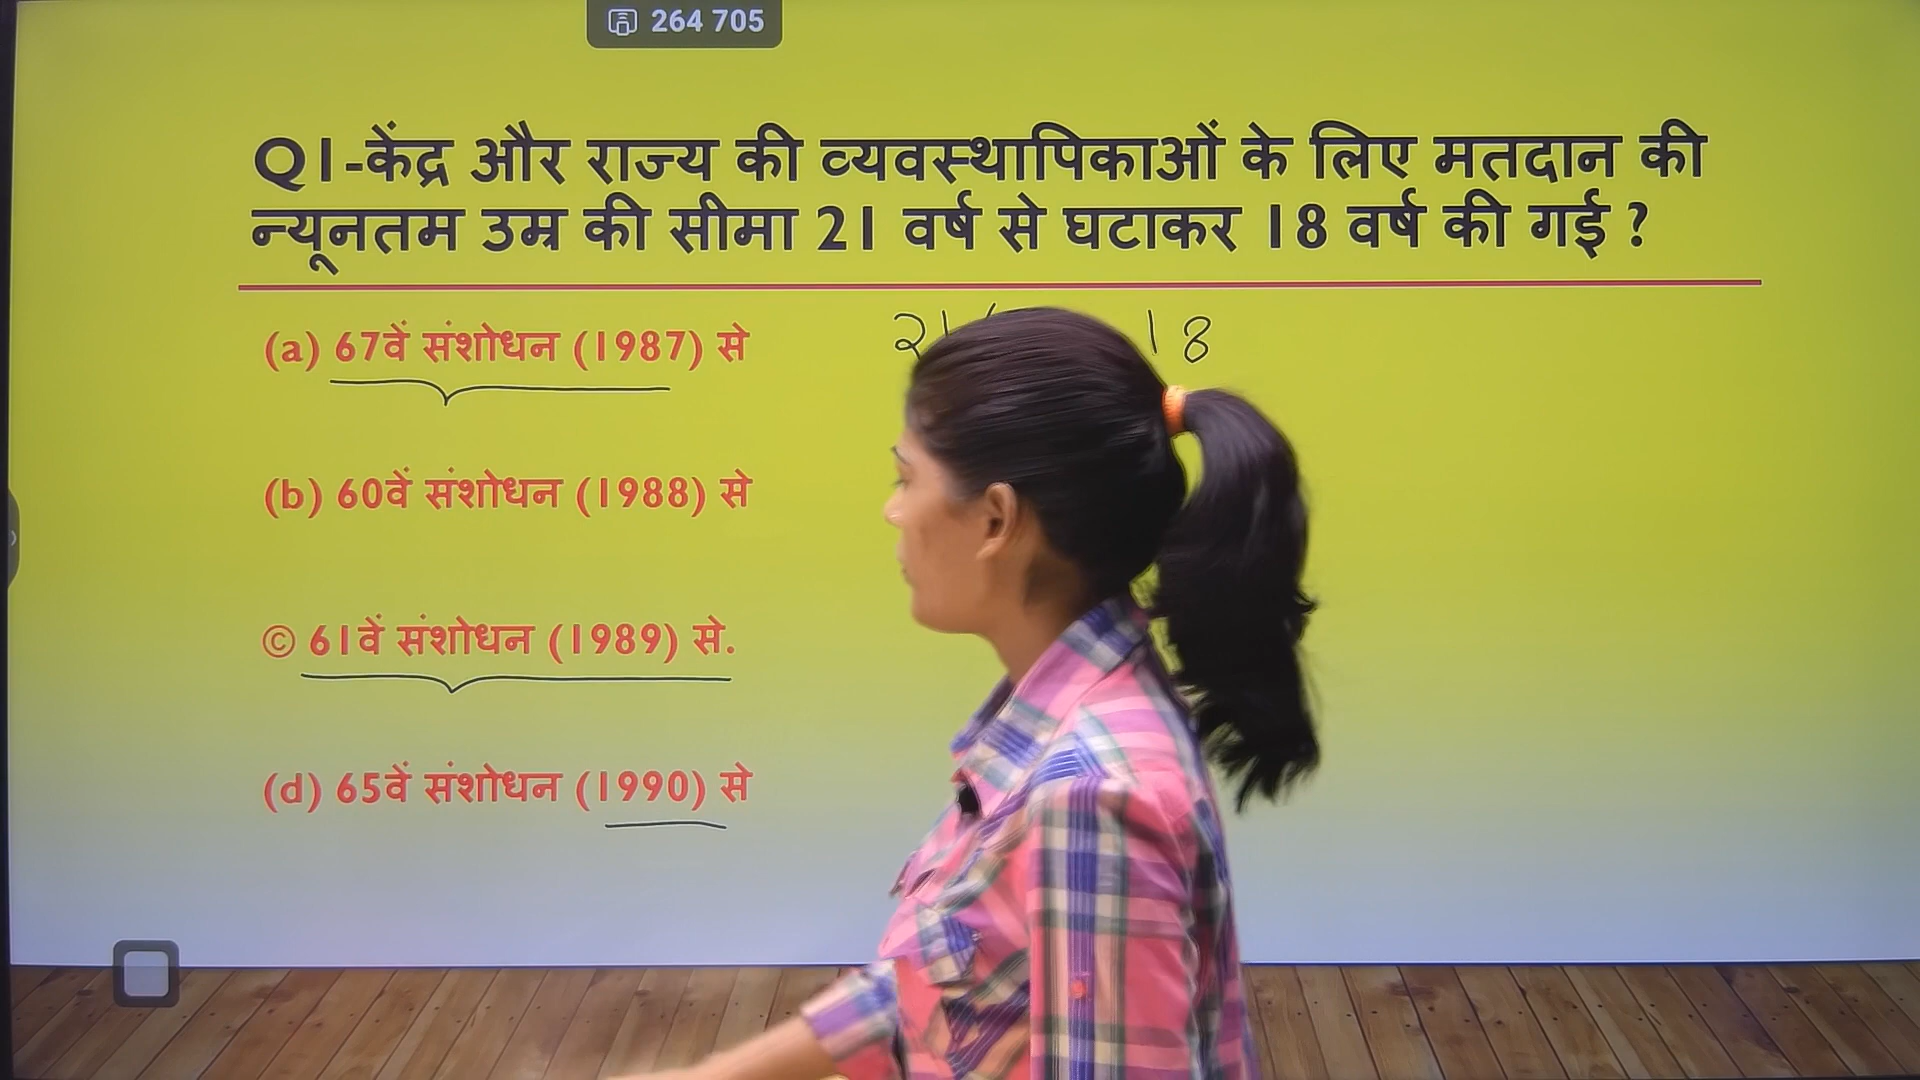 264 705
Q1-केंद्र और राज्य की व्यवस्थापिकाओं के लिए मतदान की
न्यूनतम उम्र की सीमा 21 वर्ष से घटाकर 18 वर्ष की गई ?
(a) 67वें संशोधन (1987) से
18
(b) 60वें संशोधन (1988) से
© 61वें संशोधन (1989) से.
(d) 65वें संशोधन (1990) से